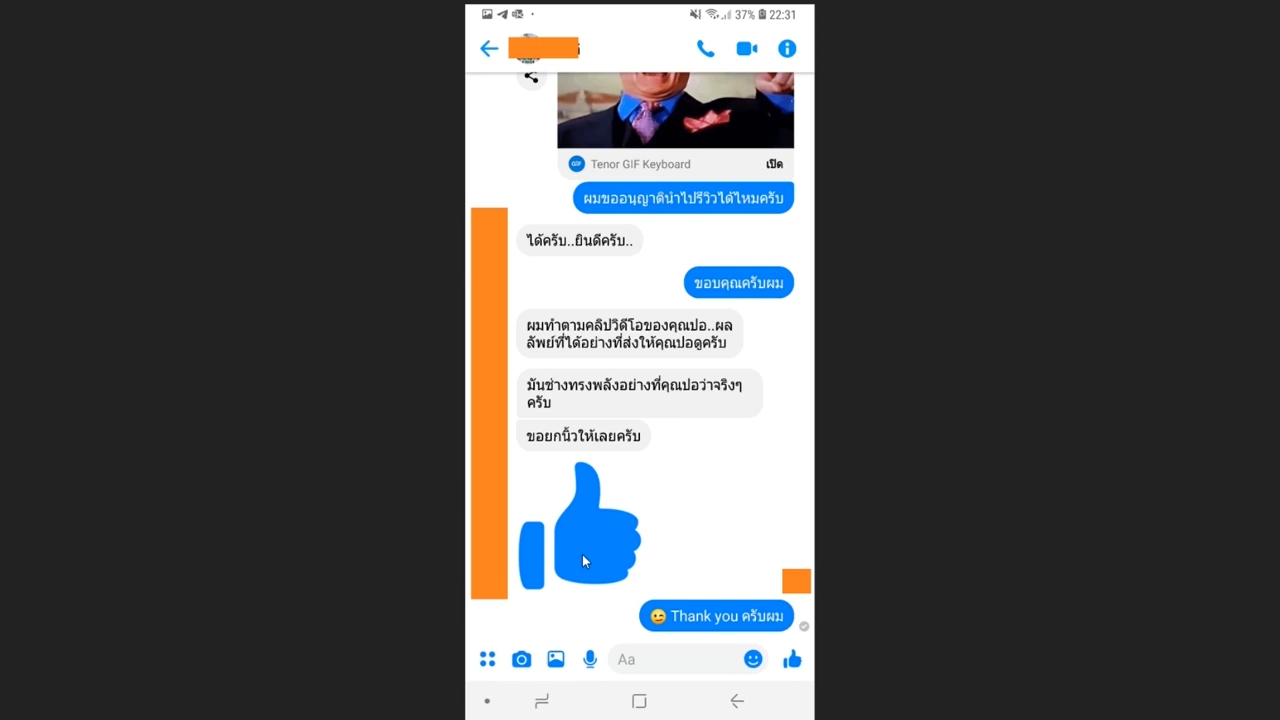 37% 22:31
GIF Tenor GIF Keyboard เปิด
ผมขออนุญาตินำไปรีวิวได้ไหมครับ
ได้ครับ..ยินดีครับ..
ขอบคุณครับผม
ผมทำตามคลิปวิดีโอของคุณปอ..ผล
ลัพย์ที่ได้อย่างที่ส่งให้คุณปอดูครับ
มันช่างทรงพลังอย่างที่คุณปอว่าจริงๆ
ครับ
ขอยกนิ้วให้เลยครับ
😉 Thank you ครับผม
Aa